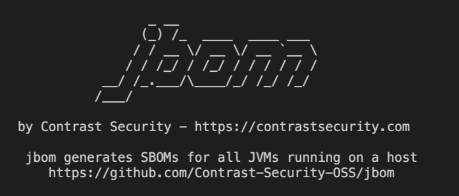 jbom
by Contrast Security – https://contrastsecurity.com
jbom generates SBOMs for all JVMs running on a host
https://github.com/Contrast-Security-OSS/jbom